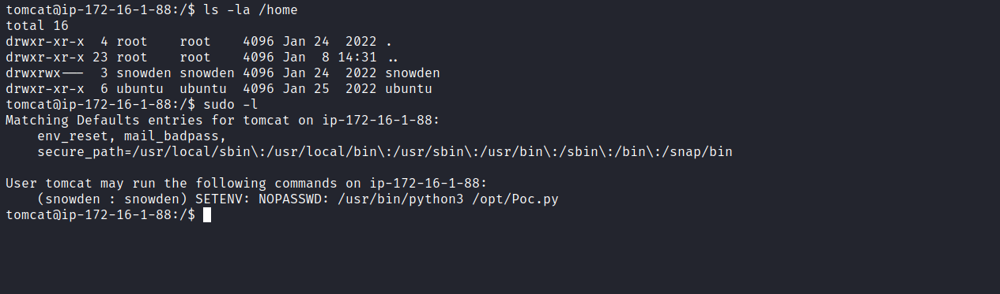 tomcat@ip-172-16-1-88:/$ ls -la /home
total 16
drwxr-xr-x  4 root    root    4096 Jan 24  2022 .
drwxr-xr-x 23 root    root    4096 Jan  8 14:31 ..
drwxrwx---  3 snowden snowden 4096 Jan 24  2022 snowden
drwxr-xr-x  6 ubuntu  ubuntu  4096 Jan 25  2022 ubuntu
tomcat@ip-172-16-1-88:/$ sudo -l
Matching Defaults entries for tomcat on ip-172-16-1-88:
    env_reset, mail_badpass,
    secure_path=/usr/local/sbin\:/usr/local/bin\:/usr/sbin\:/usr/bin\:/sbin\:/bin\:/snap/bin

User tomcat may run the following commands on ip-172-16-1-88:
    (snowden : snowden) SETENV: NOPASSWD: /usr/bin/python3 /opt/Poc.py
tomcat@ip-172-16-1-88:/$